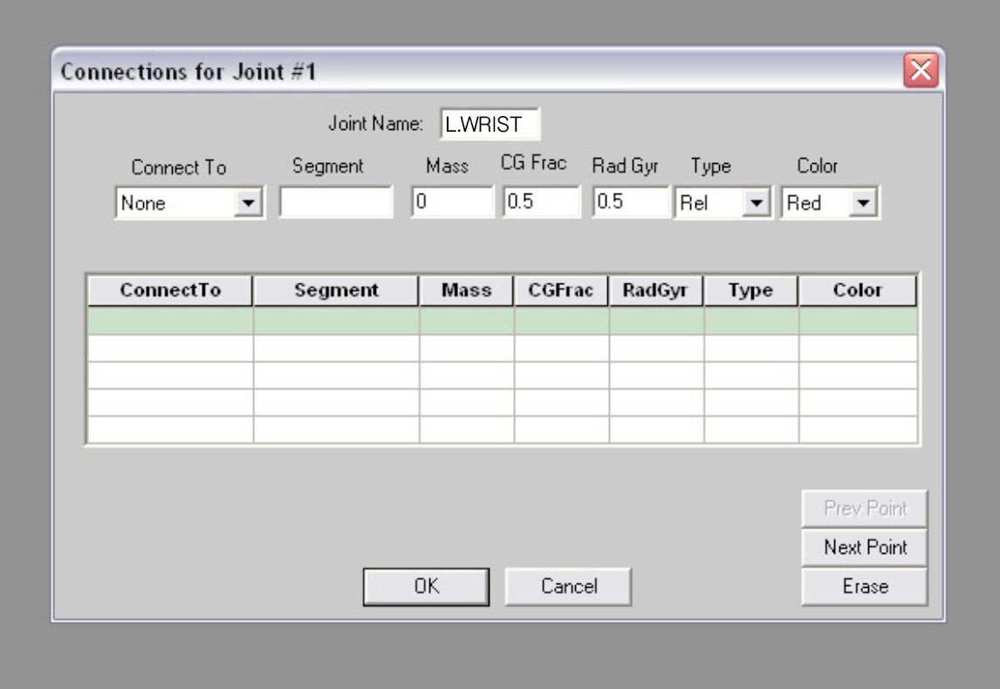 Connections for Joint #1
Joint Name: L.WRIST
Connect To Segment Mass CG Frac Rad Gyr Type Color
None 0 0.5 0.5 Rel Red
ConnectTo Segment Mass CGFrac RadGyr Type Color
Prev Point
Next Point
OK Cancel Erase